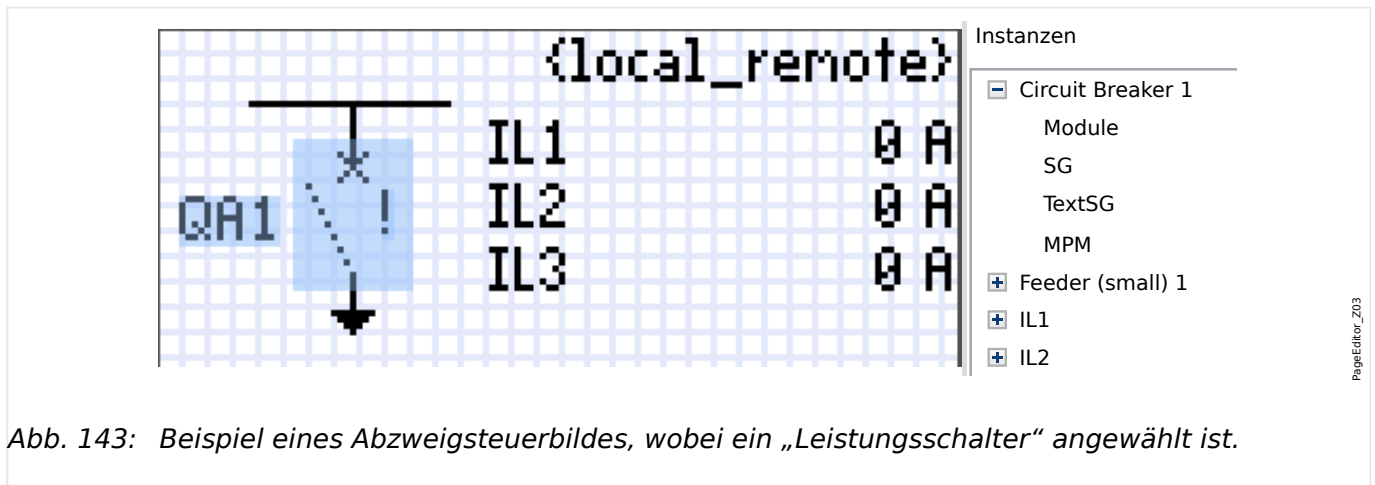 {local_remote}
IL1 0 A
QA1 ! IL2 0 A
IL3 0 A
Instanzen
Circuit Breaker 1
Module
SG
TextSG
MPM
Feeder (small) 1
IL1
IL2
PageEditor_Z03
Abb. 143: Beispiel eines Abzweigsteuerbildes, wobei ein „Leistungsschalter“ angewählt ist.